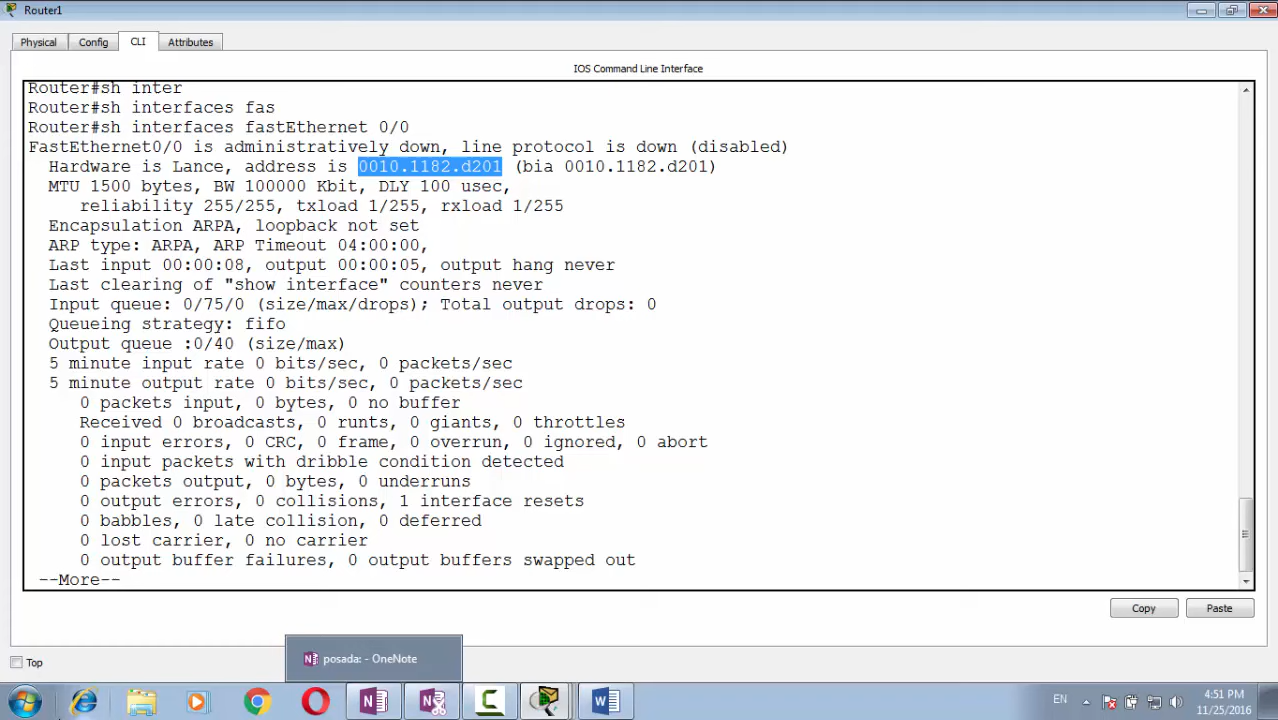 Router1
Physical
Config
CLI
Attributes
IOS Command Line Interface
Router#sh inter
Router#sh interfaces fas
Router#sh interfaces fastEthernet 0/0
FastEthernet0/0 is administratively down, line protocol is down (disabled)
Hardware is Lance, address is 0010.1182.d201 (bia 0010.1182.d201)
MTU 1500 bytes, BW 100000 Kbit, DLY 100 usec,
reliability 255/255, txload 1/255, rxload 1/255
Encapsulation ARPA, loopback not set
ARP type: ARPA, ARP Timeout 04:00:00,
Last input 00:00:08, output 00:00:05, output hang never
Last clearing of "show interface" counters never
Input queue: 0/75/0 (size/max/drops); Total output drops: 0
Queueing strategy: fifo
Output queue :0/40 (size/max)
5 minute input rate 0 bits/sec, 0 packets/sec
5 minute output rate 0 bits/sec, 0 packets/sec
0 packets input, 0 bytes, 0 no buffer
Received 0 broadcasts, 0 runts, 0 giants, 0 throttles
0 input errors, 0 CRC, 0 frame, 0 overrun, 0 ignored, 0 abort
0 input packets with dribble condition detected
0 packets output, 0 bytes, 0 underruns
0 output errors, 0 collisions, 1 interface resets
0 babbles, 0 late collision, 0 deferred
0 lost carrier, 0 no carrier
0 output buffer failures, 0 output buffers swapped out
--More--
Copy
Paste
posada: - OneNote
Top
EN
4:51 PM
11/25/2016